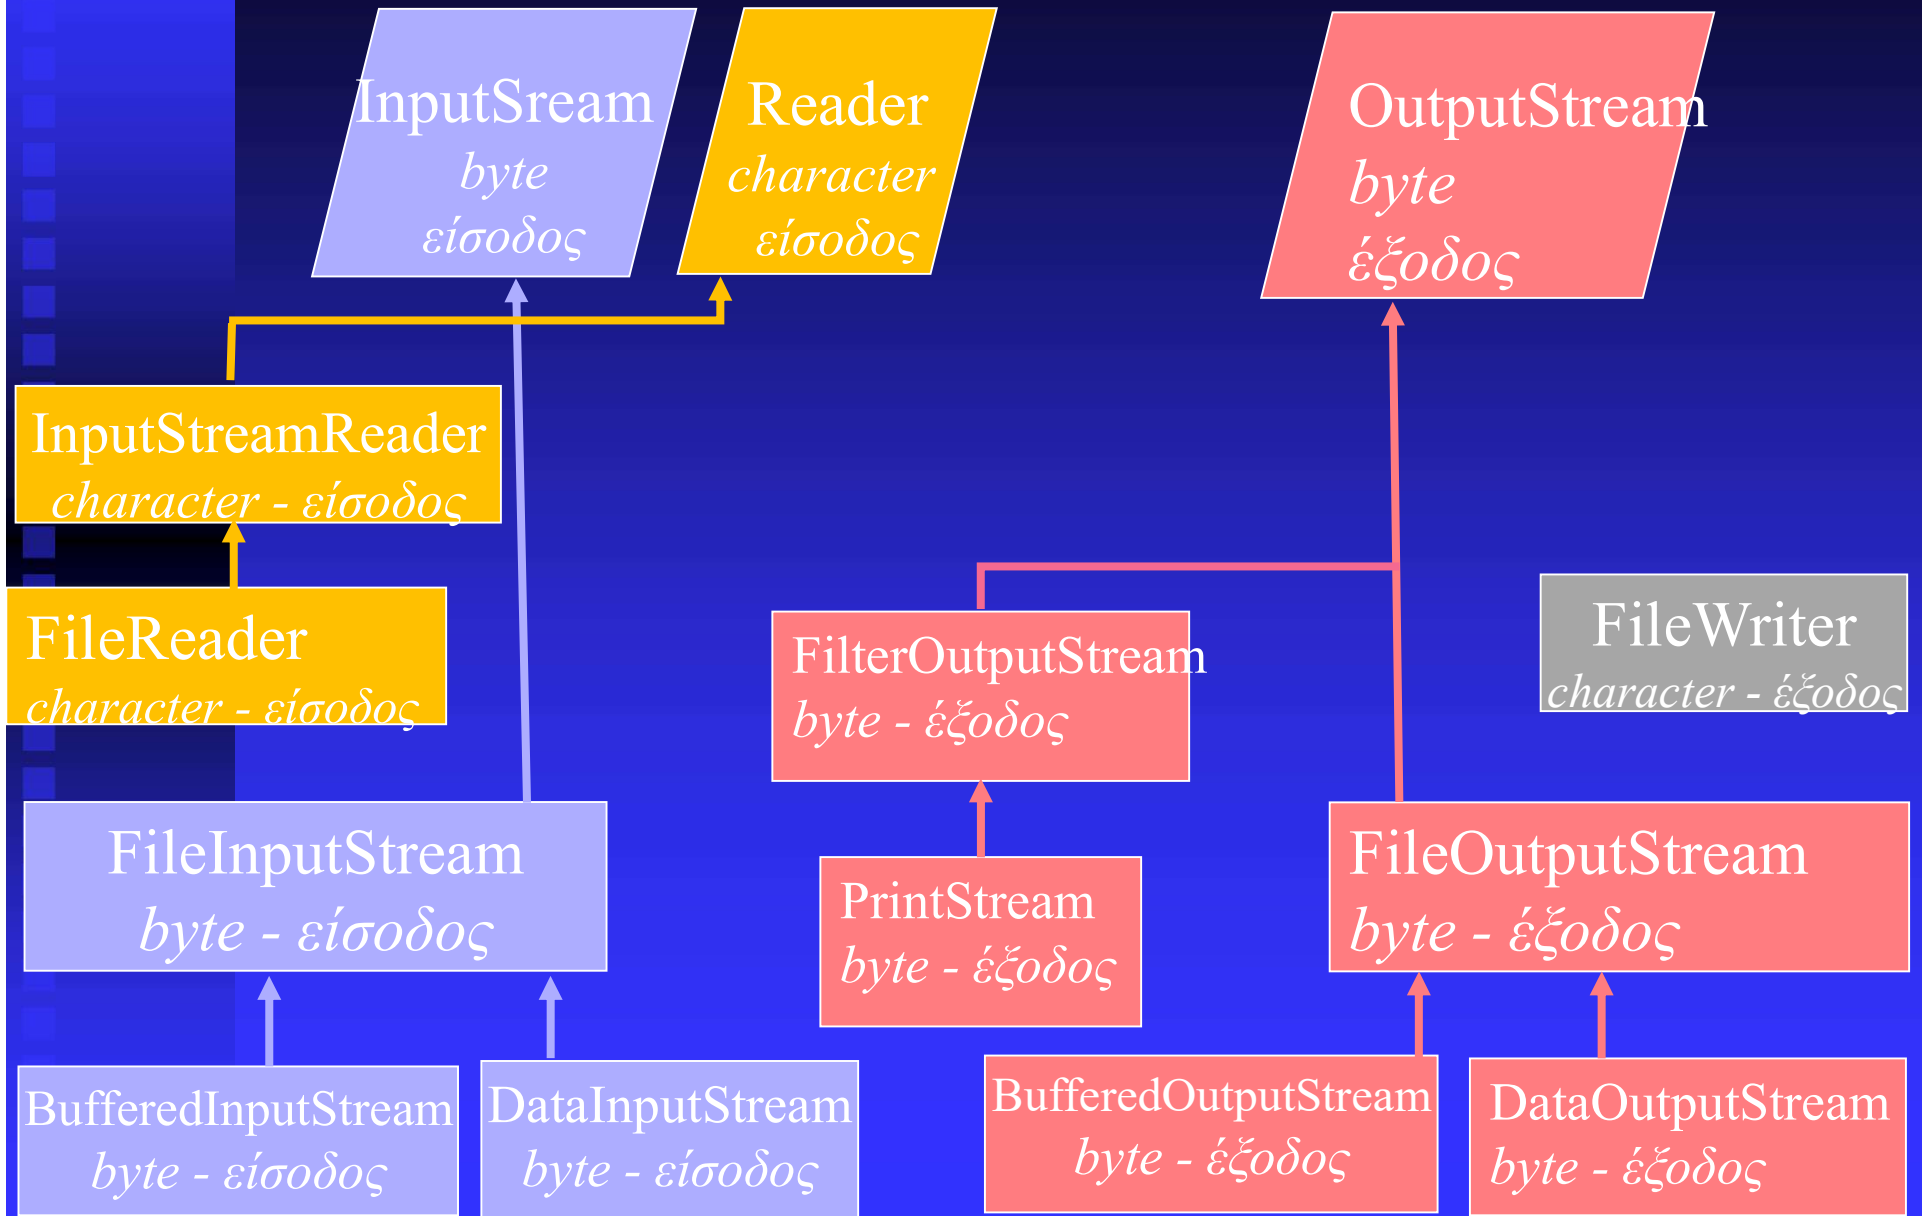 InputSream
byte
είσοδος
Reader
character
είσοδος
OutputStream
byte
έξοδος
InputStreamReader
character - είσοδος
FileReader
character - είσοδος
FilterOutputStream
byte - έξοδος
FileWriter
character - έξοδος
FileInputStream
byte - είσοδος
PrintStream
byte - έξοδος
FileOutputStream
byte - έξοδος
BufferedInputStream
byte - είσοδος
DataInputStream
byte - είσοδος
BufferedOutputStream
byte - έξοδος
DataOutputStream
byte - έξοδος